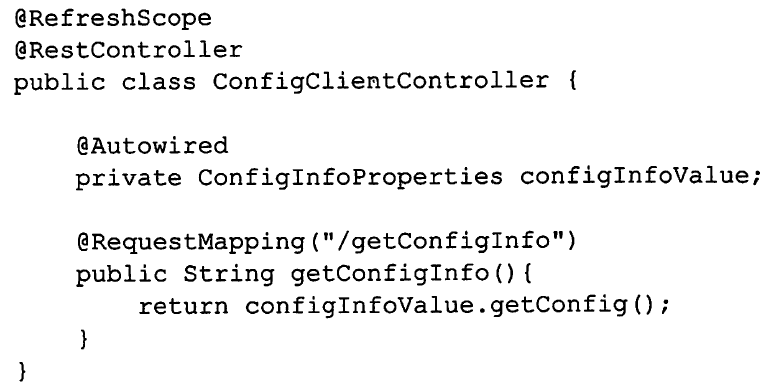 @RefreshScope
@RestController
public class ConfigClientController {

    @Autowired
    private ConfigInfoProperties configInfoValue;

    @RequestMapping("/getConfigInfo")
    public String getConfigInfo(){
        return configInfoValue.getConfig();
    }
}